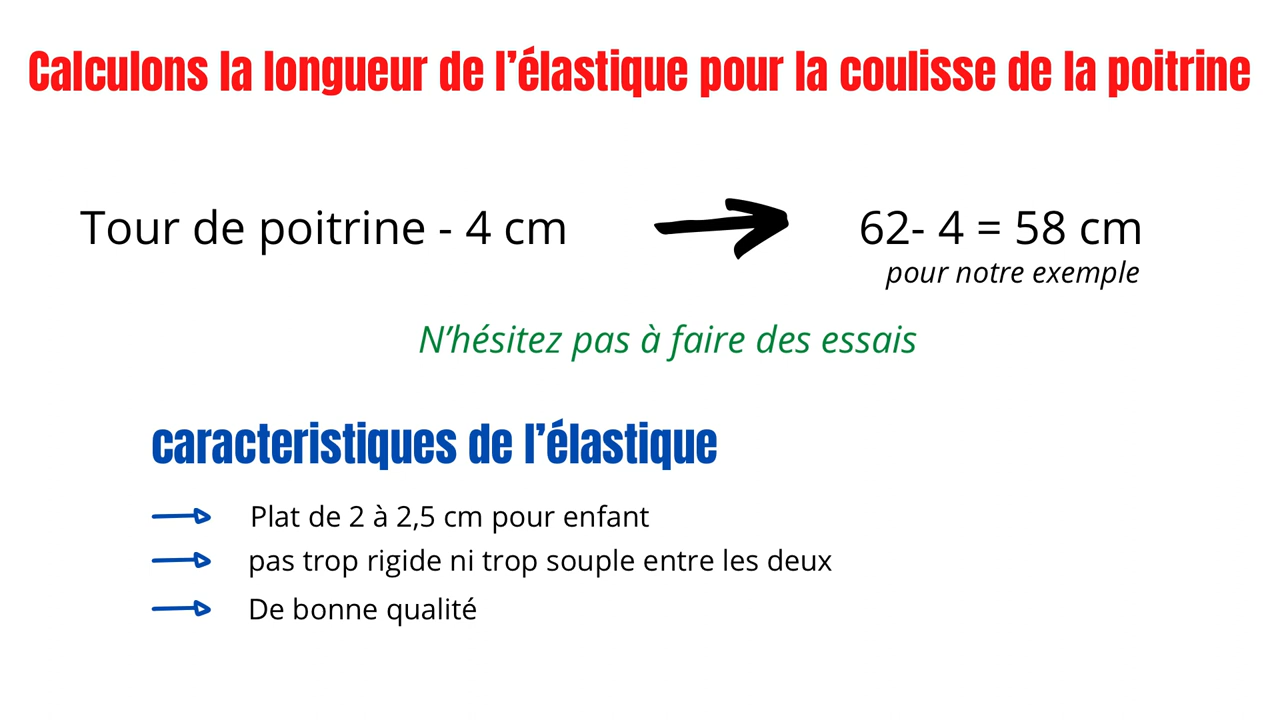 Calculons la longueur de l’élastique pour la coulisse de la poitrine
Tour de poitrine - 4 cm
62- 4 = 58 cm
pour notre exemple
N’hésitez pas à faire des essais
caracteristiques de l’élastique
Plat de 2 à 2,5 cm pour enfant
pas trop rigide ni trop souple entre les deux
De bonne qualité